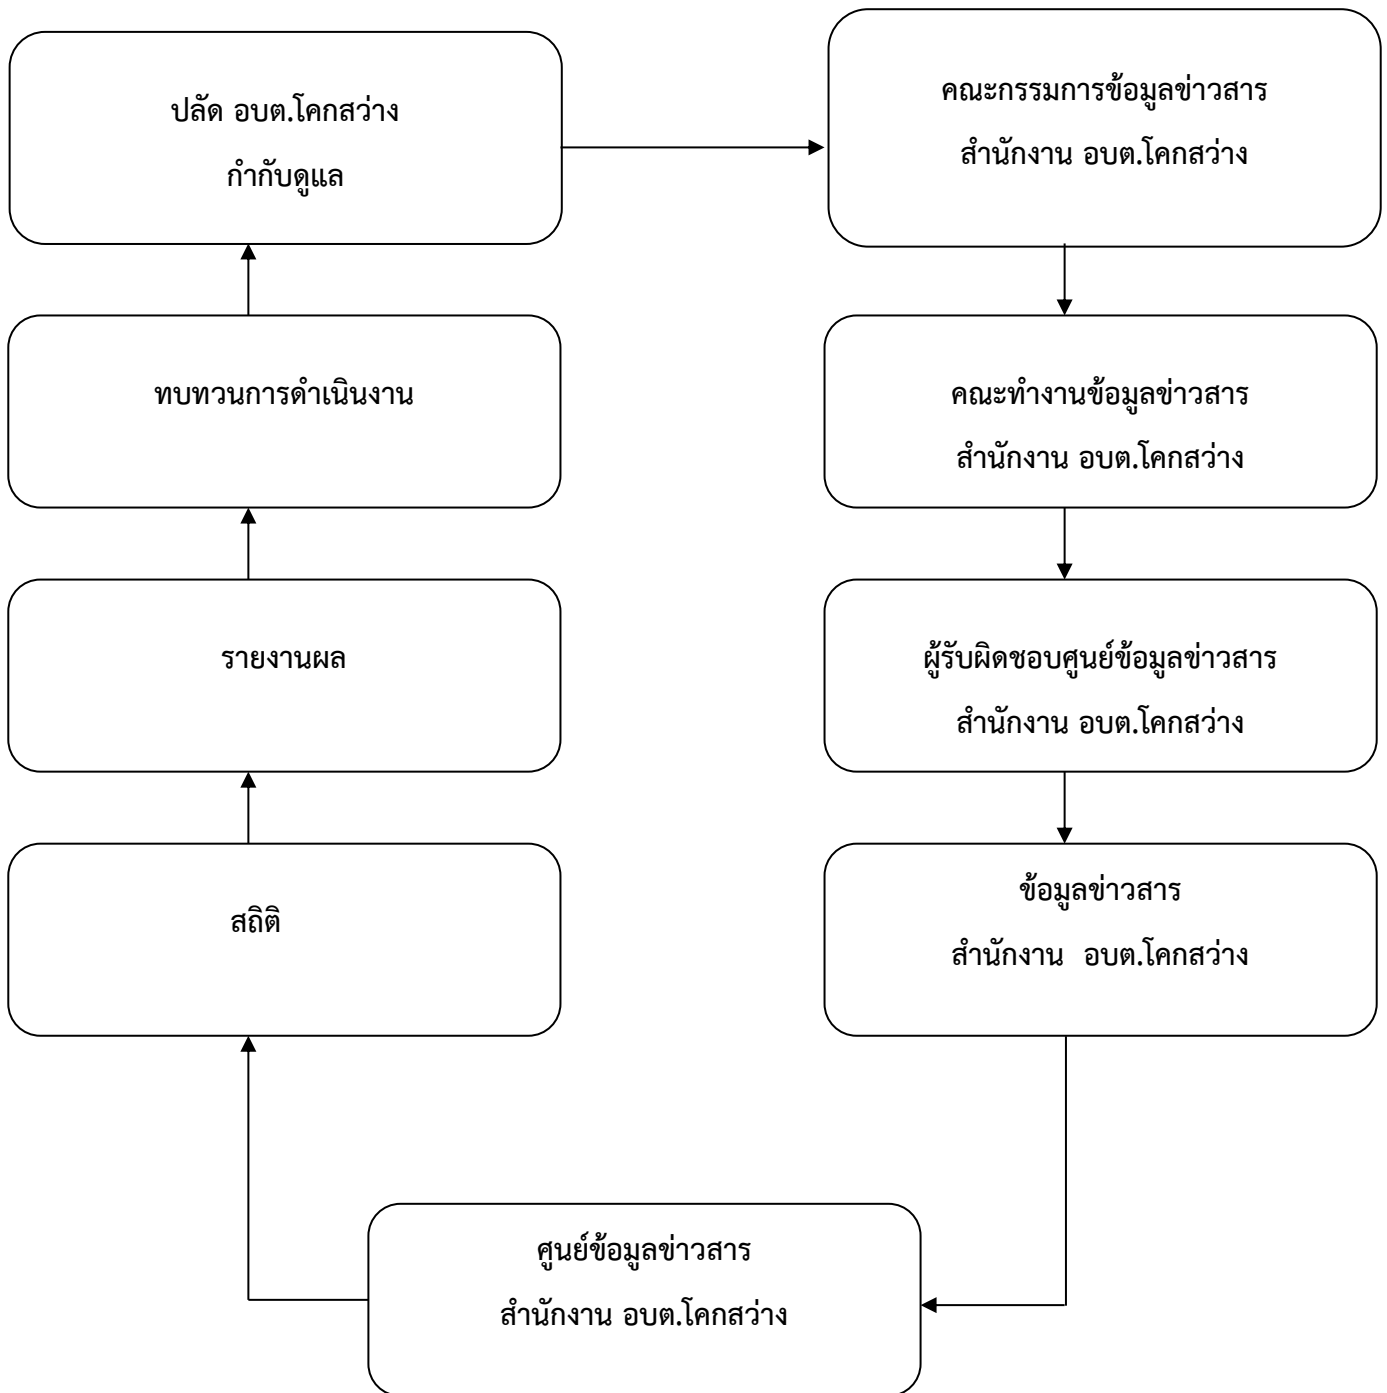 ปลัด อบต.โคกสว่าง
กำกับดูแล
คณะกรรมการข้อมูลข่าวสาร
สำนักงาน อบต.โคกสว่าง
ทบทวนการดำเนินงาน
คณะทำงานข้อมูลข่าวสาร
สำนักงาน อบต.โคกสว่าง
รายงานผล
ผู้รับผิดชอบศูนย์ข้อมูลข่าวสาร
สำนักงาน อบต.โคกสว่าง
สถิติ
ข้อมูลข่าวสาร
สำนักงาน  อบต.โคกสว่าง
ศูนย์ข้อมูลข่าวสาร
สำนักงาน อบต.โคกสว่าง